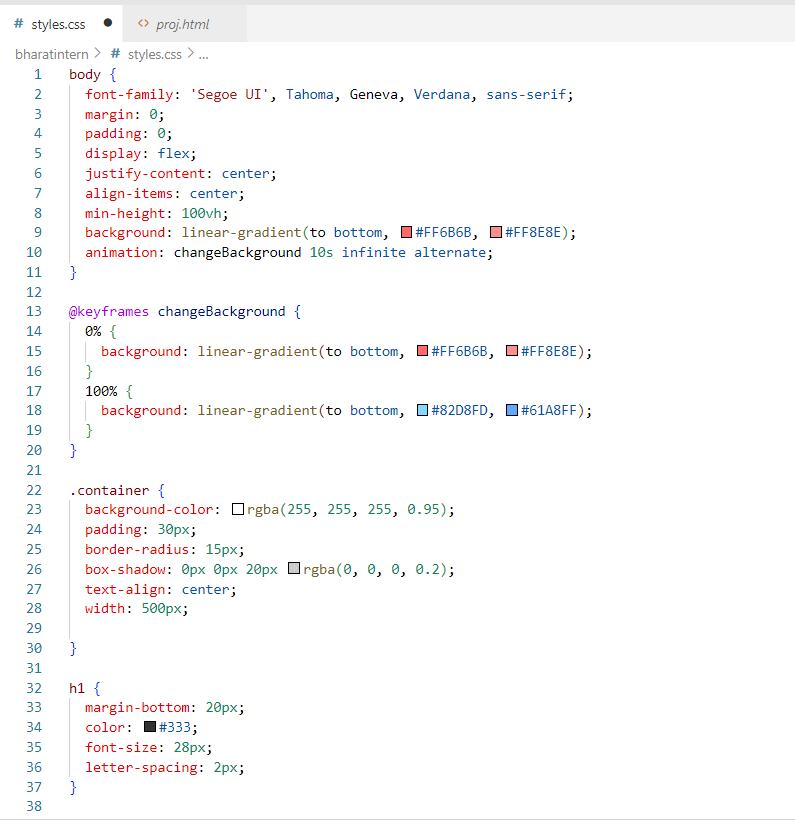 # styles.css ● <> proj.html
bharatintern > # styles.css > ...
1 body {
2   font-family: 'Segoe UI', Tahoma, Geneva, Verdana, sans-serif;
3   margin: 0;
4   padding: 0;
5   display: flex;
6   justify-content: center;
7   align-items: center;
8   min-height: 100vh;
9   background: linear-gradient(to bottom, #FF6B6B, #FF8E8E);
10   animation: changeBackground 10s infinite alternate;
11 }
12
13 @keyframes changeBackground {
14   0% {
15     background: linear-gradient(to bottom, #FF6B6B, #FF8E8E);
16   }
17   100% {
18     background: linear-gradient(to bottom, #82D8FD, #61A8FF);
19   }
20 }
21
22 .container {
23   background-color: rgba(255, 255, 255, 0.95);
24   padding: 30px;
25   border-radius: 15px;
26   box-shadow: 0px 0px 20px rgba(0, 0, 0, 0.2);
27   text-align: center;
28   width: 500px;
29
30 }
31
32 h1 {
33   margin-bottom: 20px;
34   color: #333;
35   font-size: 28px;
36   letter-spacing: 2px;
37 }
38